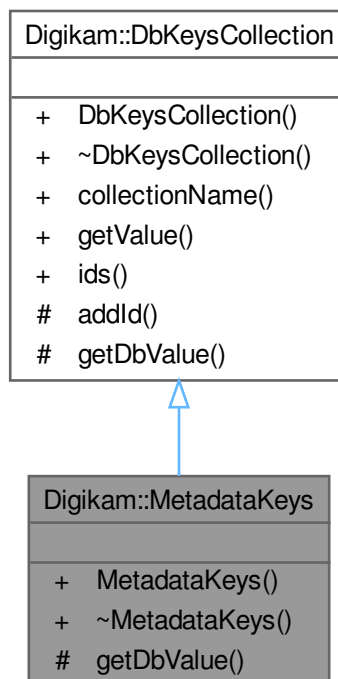 Digikam::DbKeysCollection
+ DbKeysCollection()
+ ~DbKeysCollection()
+ collectionName()
+ getValue()
+ ids()
# addId()
# getDbValue()
Digikam::MetadataKeys
+ MetadataKeys()
+ ~MetadataKeys()
# getDbValue()